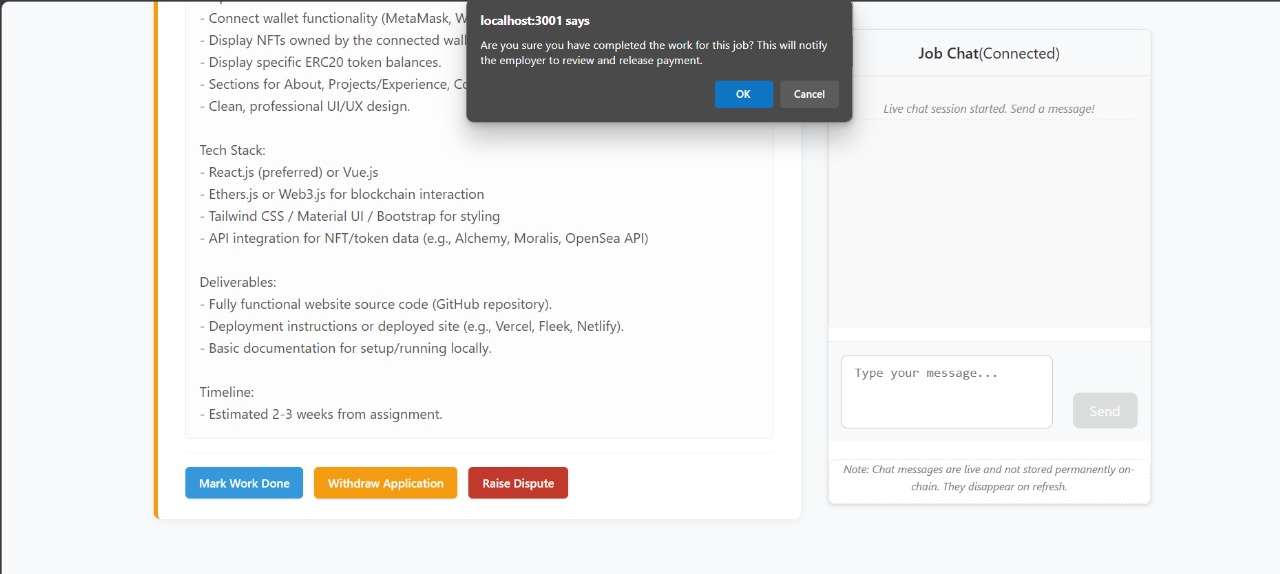 - Connect wallet functionality (MetaMask,
- Display NFTs owned by the connected
- Display specific ERC20 token balances.
- Sections for About, Projects/Experience,
- Clean, professional UI/UX design.
Tech Stack:
- React.js (preferred) or Vue.js
- Ethers.js or Web3.js for blockchain interaction
- Tailwind CSS / Material UI / Bootstrap for styling
- API integration for NFT/token data (e.g., Alchemy, Moralis, OpenSea API)
Deliverables:
- Fully functional website source code (GitHub repository).
- Deployment instructions or deployed site (e.g., Vercel, Fleek, Netlify).
- Basic documentation for setup/running locally.
Timeline:
- Estimated 2-3 weeks from assignment.
Mark Work Done
Withdraw Application
Raise Dispute
localhost:3001 says
Are you sure you have completed the work for this job? This will notify
the employer to review and release payment.
OK
Cancel
Job Chat(Connected)
Live chat session started. Send a message!
Type your message...
Send
Note: Chat messages are live and not stored permanently on-
chain. They disappear on refresh.